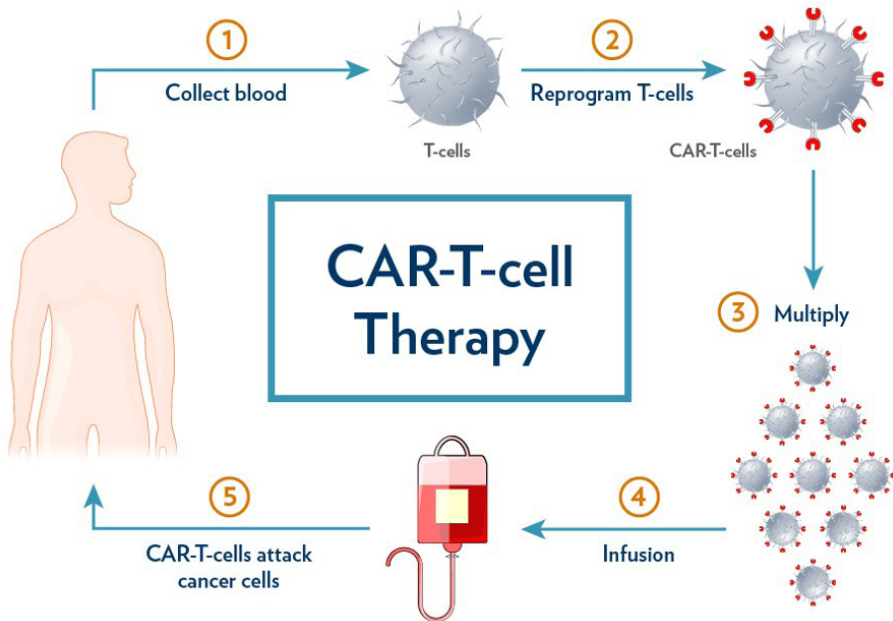 1
Collect blood
T-cells
2
Reprogram T-cells
CAR-T-cells
CAR-T-cell
Therapy
3 Multiply
4
Infusion
5
CAR-T-cells attack
cancer cells